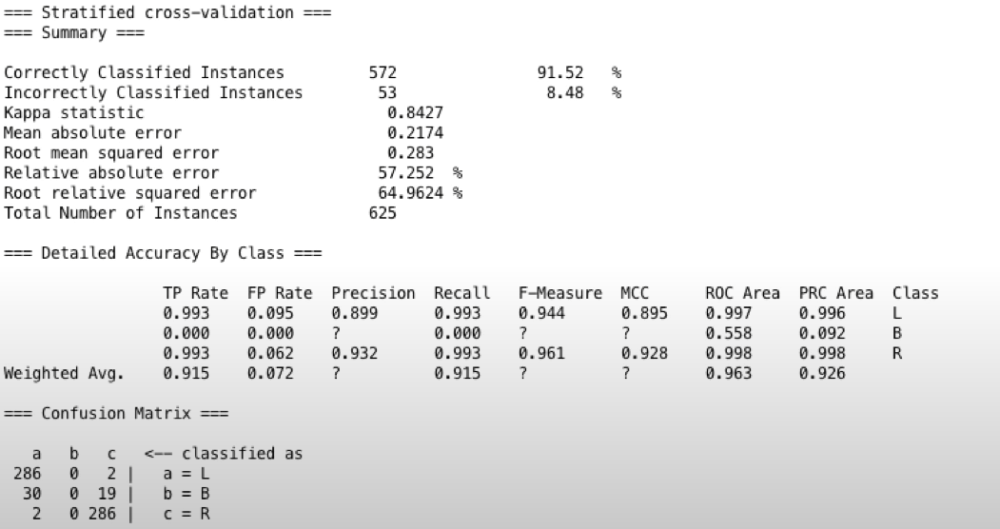 === Stratified cross-validation ===
=== Summary ===
Correctly Classified Instances 572 91.52 %
Incorrectly Classified Instances 53 8.48 %
Kappa statistic 0.8427
Mean absolute error 0.2174
Root mean squared error 0.283
Relative absolute error 57.252 %
Root relative squared error 64.9624 %
Total Number of Instances 625
=== Detailed Accuracy By Class ===
TP Rate FP Rate Precision Recall F-Measure MCC ROC Area PRC Area Class
0.993 0.095 0.899 0.993 0.944 0.895 0.997 0.996 L
0.000 0.000 ? 0.000 ? ? 0.558 0.092 B
0.993 0.062 0.932 0.993 0.961 0.928 0.998 0.998 R
Weighted Avg. 0.915 0.072 ? 0.915 ? ? 0.963 0.926
=== Confusion Matrix ===
a b c <-- classified as
286 0 2 | a = L
30 0 19 | b = B
2 0 286 | c = R